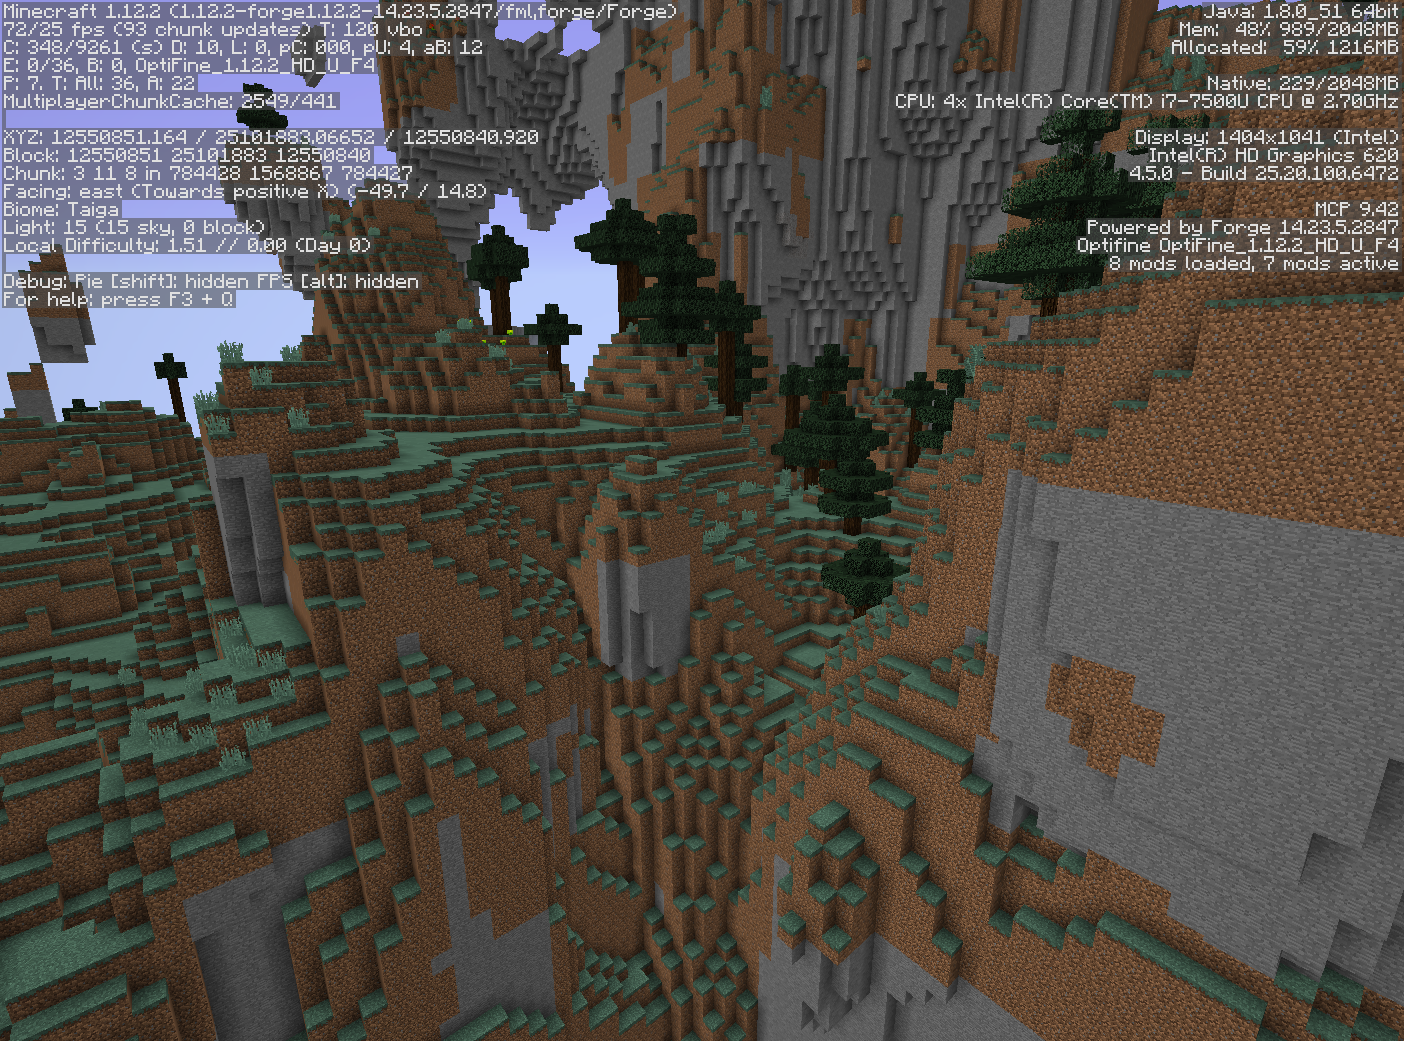 Minecraft 1.12.2 (1.12.2-forge1.12.2-14.23.5.2847/fml,forge/Forge)
72/25 fps (93 chunk updates) T: 120 vbo
C: 348/9261 (s) D: 10, L: 0, pC: 000, pU: 4, aB: 12
E: 0/36, B: 0, OptiFine_1.12.2_HD_U_F4
P: 7. T: All: 36, A: 22
MultiplayerChunkCache: 2549/441
XYZ: 12550851.164 / 25101883.06652 / 12550840.920
Block: 12550851 25101883 12550840
Chunk: 3 11 8 in 784428 1568867 784427
Facing: east (Towards positive X) (-49.7 / 14.8)
Biome: Taiga
Light: 15 (15 sky, 0 block)
Local Difficulty: 1.51 // 0.00 (Day 0)
Debug: Pie [shift]: hidden FPS [alt]: hidden
For help: press F3 + Q
Java: 1.8.0_51 64bit
Mem: 48% 989/2048MB
Allocated: 59% 1216MB
Native: 229/2048MB
CPU: 4x Intel(R) Core(TM) i7-7500U CPU @ 2.70GHz
Display: 1404x1041 (Intel)
Intel(R) HD Graphics 620
4.5.0 - Build 25.20.100.6472
MCP 9.42
Powered by Forge 14.23.5.2847
Optifine OptiFine_1.12.2_HD_U_F4
8 mods loaded, 7 mods active